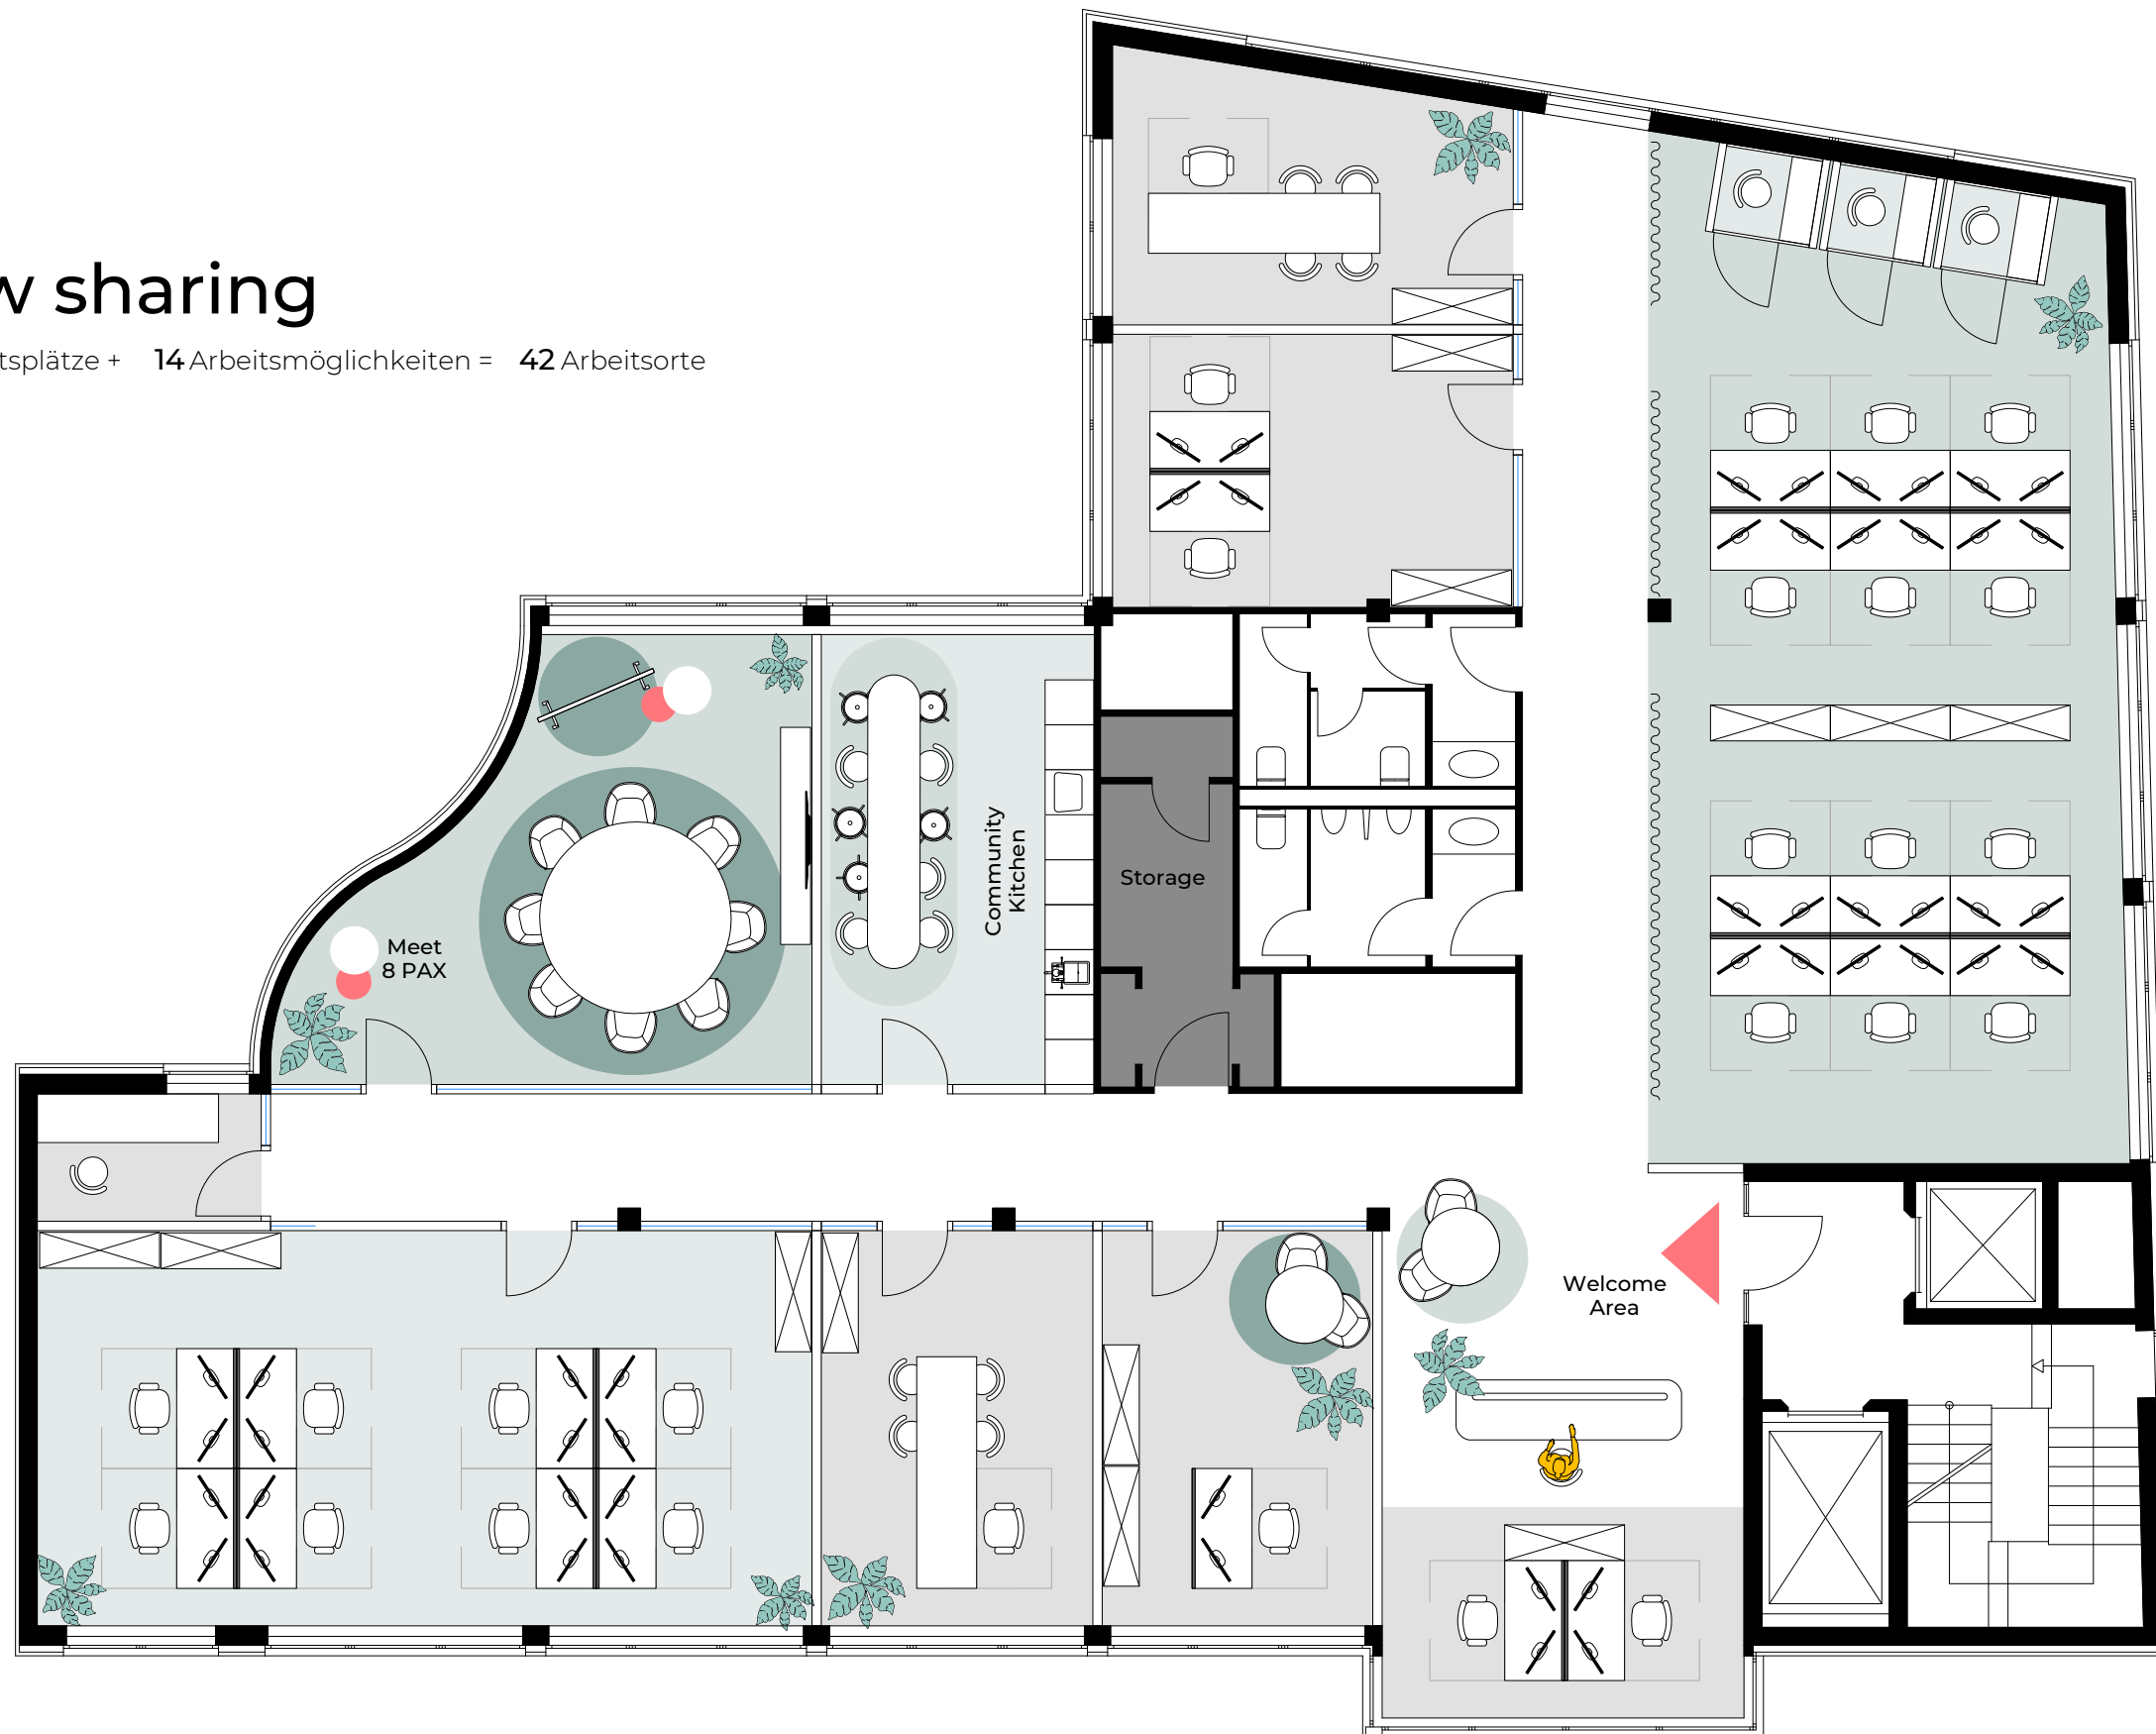 w sharing
tsplätze + 14 Arbeitsmöglichkeiten = 42 Arbeitsorte
Community
Kitchen
Storage
Meet
8 PAX
Welcome
Area